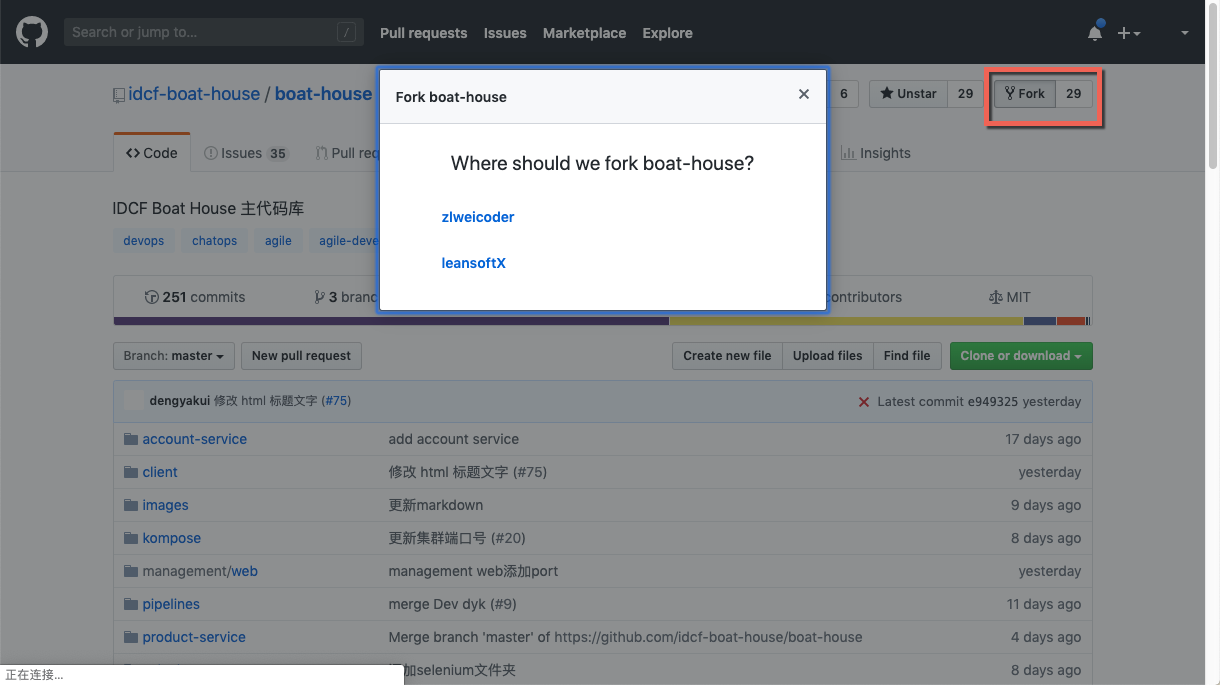 Search or jump to... /
Pull requests Issues Marketplace Explore
Fork boat-house
idcf-boat-house / boat-house
6 Unstar 29 Fork 29
Where should we fork boat-house?
zlweicoder
leansoftX
Code Issues 35 Pull req Insights
IDCF Boat House 主代码库
devops chatops agile agile-deve
251 commits 3 branc contributors MIT
Branch: master New pull request Create new file Upload files Find file Clone or download
dengyakui 修改 html 标题文字 (#75) Latest commit e949325 yesterday
account-service add account service 17 days ago
client 修改 html 标题文字 (#75) yesterday
images 更新markdown 9 days ago
kompose 更新集群端口号 (#20) 8 days ago
management/web management web添加port yesterday
pipelines merge Dev dyk (#9) 11 days ago
product-service Merge branch 'master' of https://github.com/idcf-boat-house/boat-house 4 days ago
加selenium文件夹 8 days ago
正在连接...